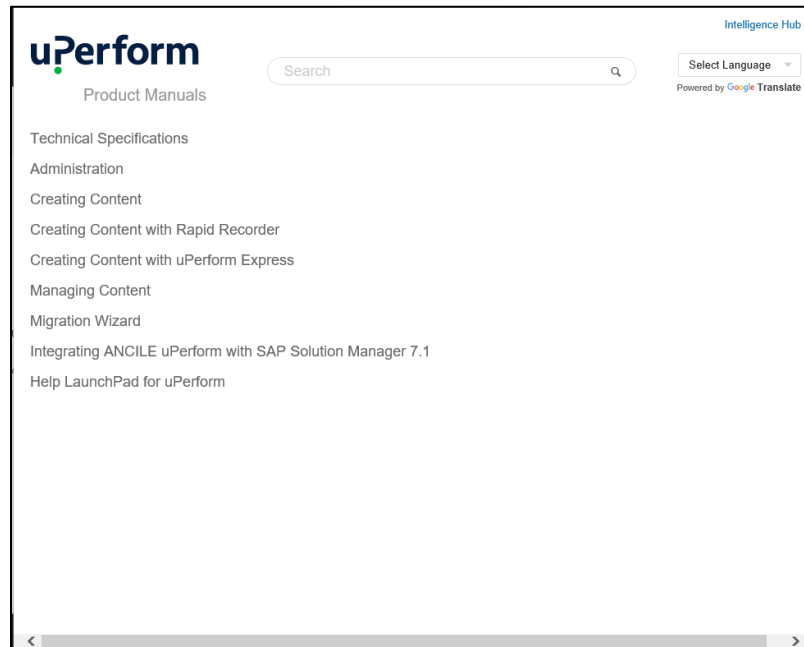 Intelligence Hub
uPerform
Search
Select Language
Powered by Google Translate
Product Manuals
Technical Specifications
Administration
Creating Content
Creating Content with Rapid Recorder
Creating Content with uPerform Express
Managing Content
Migration Wizard
Integrating ANCILE uPerform with SAP Solution Manager 7.1
Help LaunchPad for uPerform